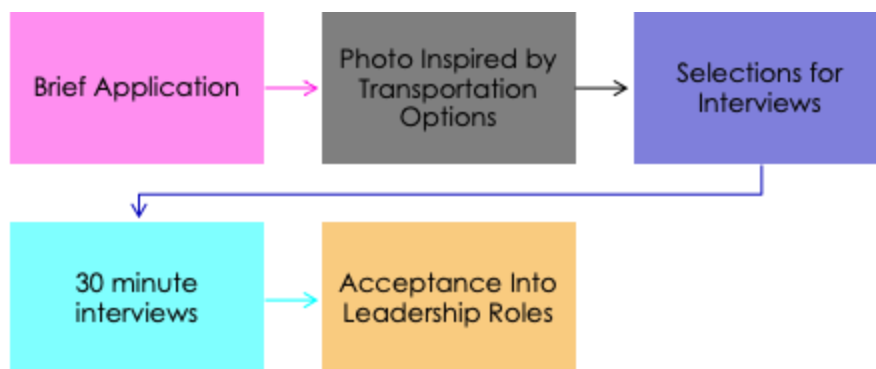 Brief Application
Photo Inspired by
Transportation
Options
Selections for
Interviews
30 minute
interviews
Acceptance Into
Leadership Roles